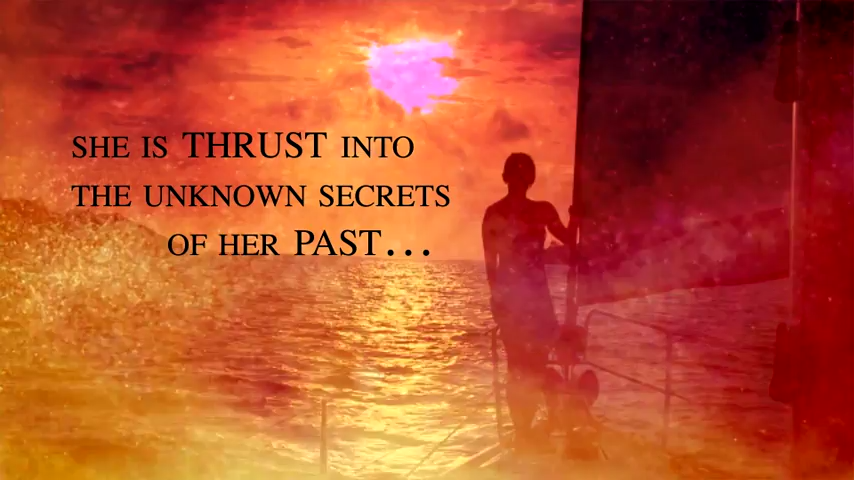 SHE IS THRUST INTO
THE UNKNOWN SECRETS
OF HER PAST...